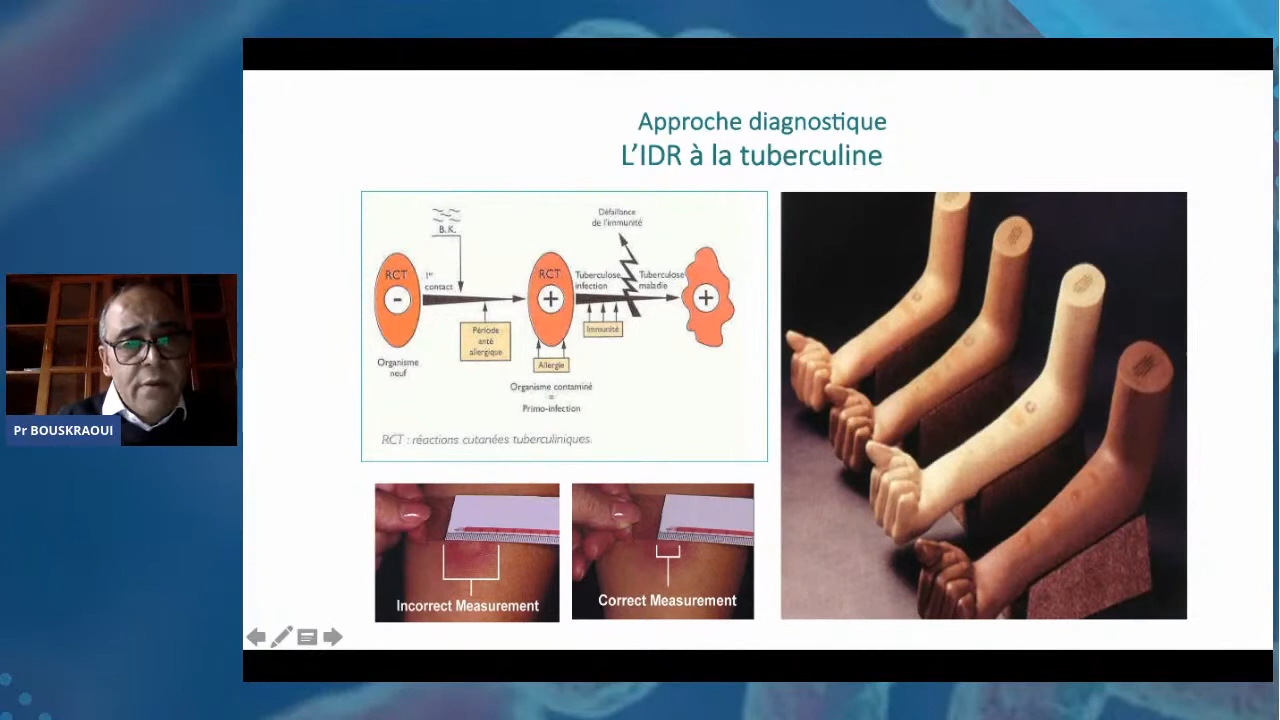 Approche diagnostique
L'IDR à la tuberculine
B.K.
Défaillance
de l'immunité
RCT
-
1er
contact
RCT
+
Tuberculose
infection
Tuberculose
maladie
+
Période
anté
allergique
Immunité
Allergie
Organisme
neuf
Organisme contaminé
=
Primo-infection
RCT : réactions cutanées tuberculiniques.
Incorrect Measurement
Correct Measurement
Pr BOUSKRAOUI